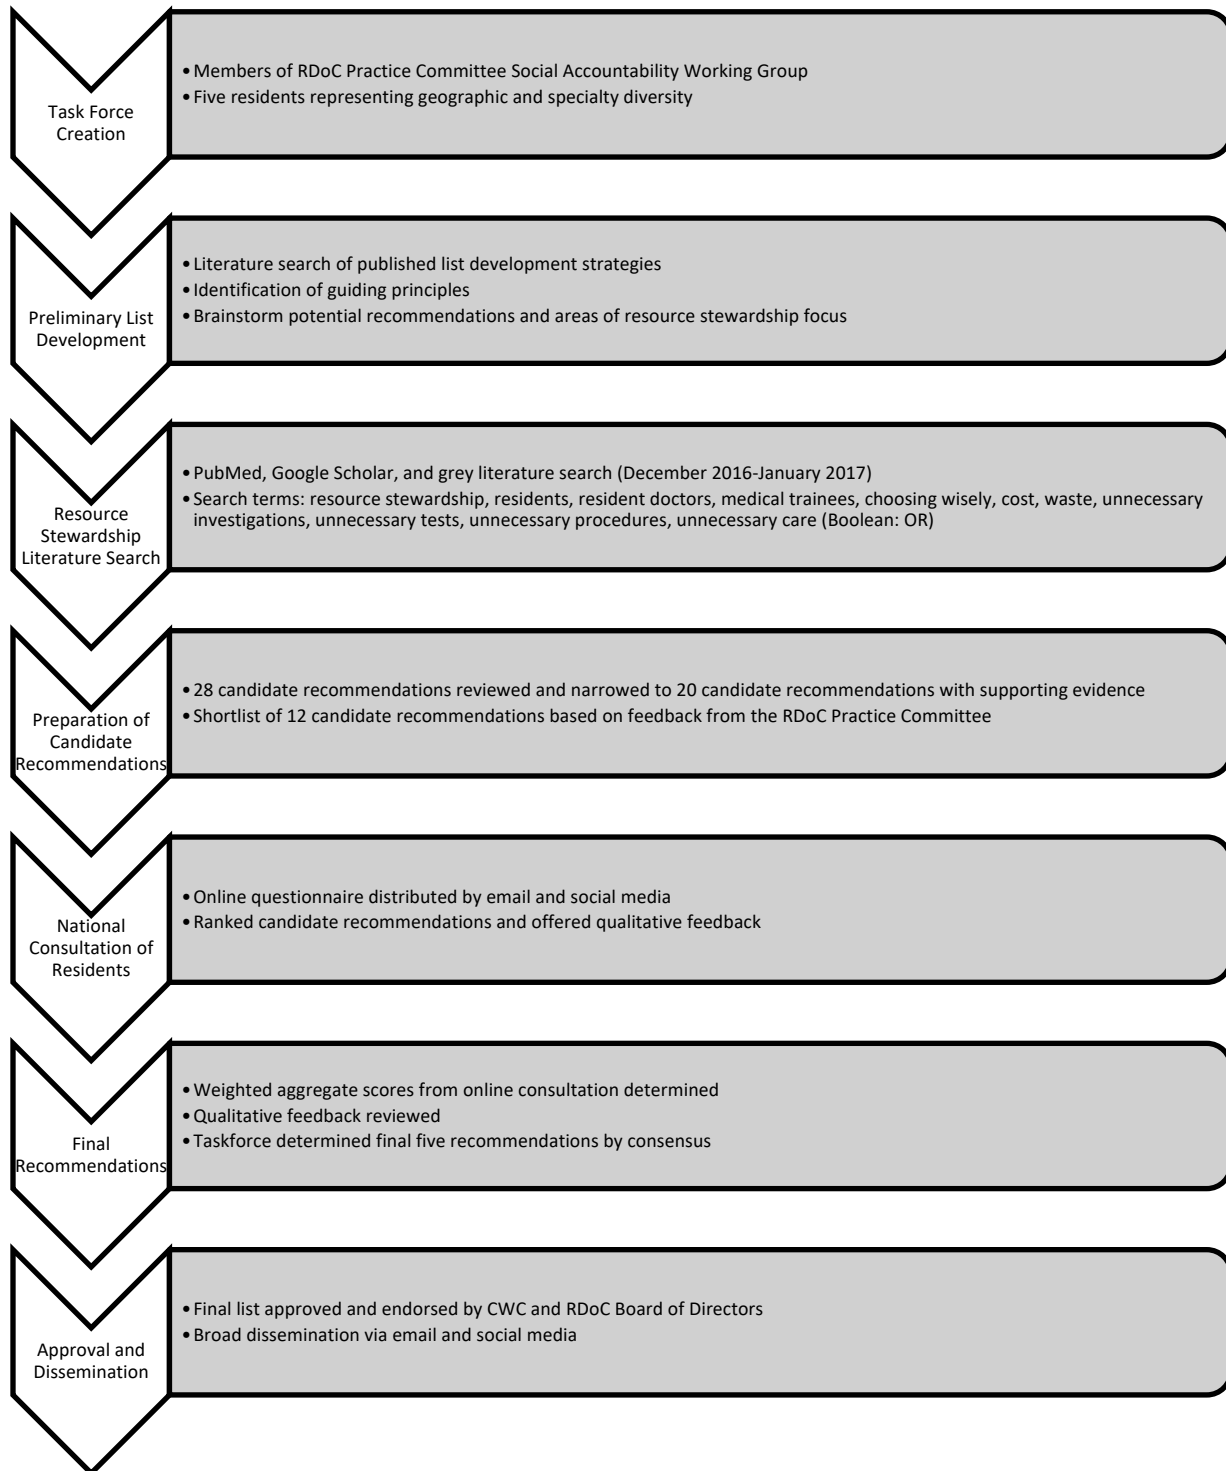 Task Force
Creation
• Members of RDoC Practice Committee Social Accountability Working Group
• Five residents representing geographic and specialty diversity
Preliminary List
Development
• Literature search of published list development strategies
• Identification of guiding principles
• Brainstorm potential recommendations and areas of resource stewardship focus
Resource
Stewardship
Literature Search
• PubMed, Google Scholar, and grey literature search (December 2016-January 2017)
• Search terms: resource stewardship, residents, resident doctors, medical trainees, choosing wisely, cost, waste, unnecessary
investigations, unnecessary tests, unnecessary procedures, unnecessary care (Boolean: OR)
Preparation of
Candidate
Recommendations
• 28 candidate recommendations reviewed and narrowed to 20 candidate recommendations with supporting evidence
• Shortlist of 12 candidate recommendations based on feedback from the RDoC Practice Committee
National
Consultation of
Residents
• Online questionnaire distributed by email and social media
• Ranked candidate recommendations and offered qualitative feedback
Final
Recommendations
• Weighted aggregate scores from online consultation determined
• Qualitative feedback reviewed
• Taskforce determined final five recommendations by consensus
Approval and
Dissemination
• Final list approved and endorsed by CWC and RDoC Board of Directors
• Broad dissemination via email and social media